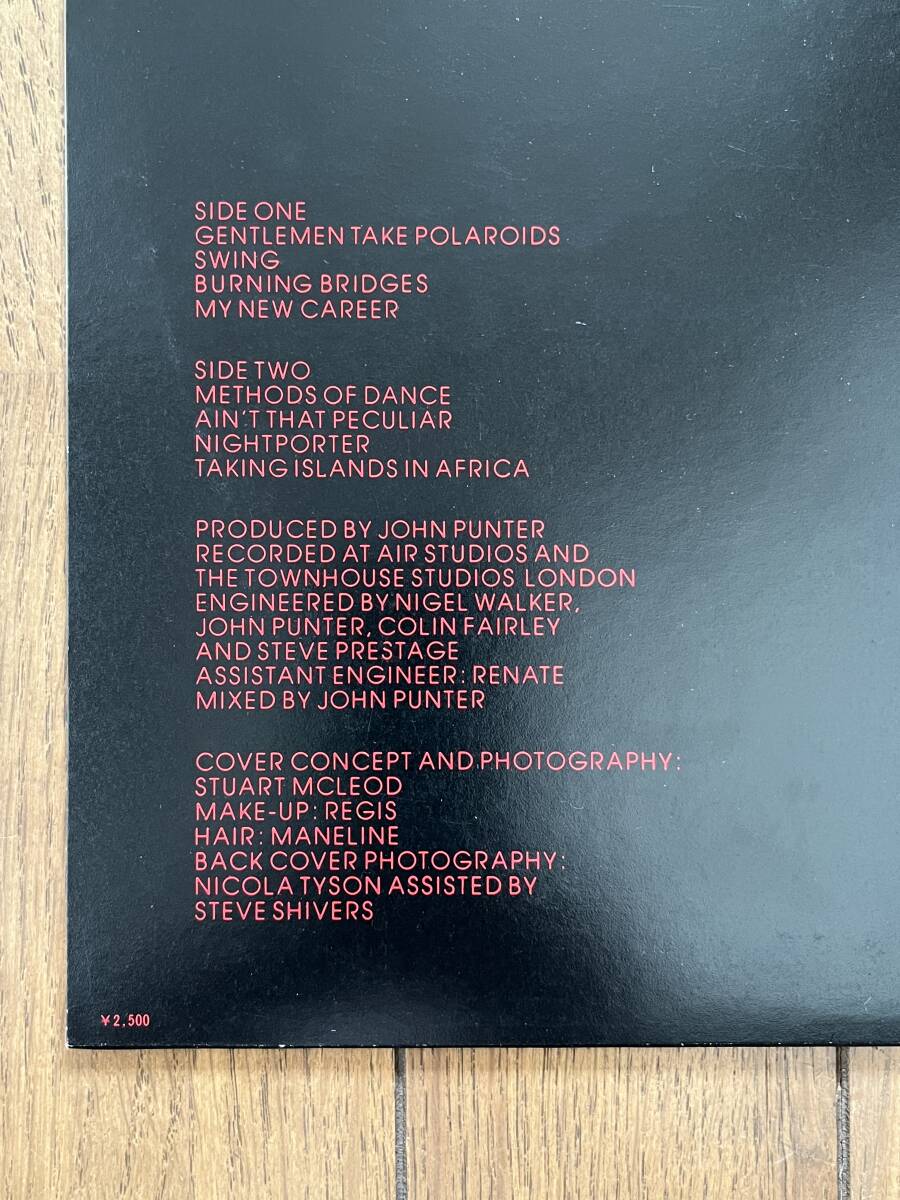 SIDE ONE
GENTLEMEN TAKE POLAROIDS
SWING
BURNING BRIDGES
MY NEW CAREER
SIDE TWO
METHODS OF DANCE
AIN'T THAT PECULIAR
NIGHTPORTER
TAKING ISLANDS IN AFRICA
PRODUCED BY JOHN PUNTER
RECORDED AT AIR STUDIOS AND
THE TOWNHOUSE STUDIOS LONDON
ENGINEERED BY NIGEL WALKER,
JOHN PUNTER, COLIN FAIRLEY
AND STEVE PRESTAGE
ASSISTANT ENGINEER: RENATE
MIXED BY JOHN PUNTER
COVER CONCEPT AND PHOTOGRAPHY:
STUART MCLEOD
MAKE-UP: REGIS
HAIR: MANELINE
BACK COVER PHOTOGRAPHY:
NICOLA TYSON ASSISTED BY
STEVE SHIVERS
¥2,500